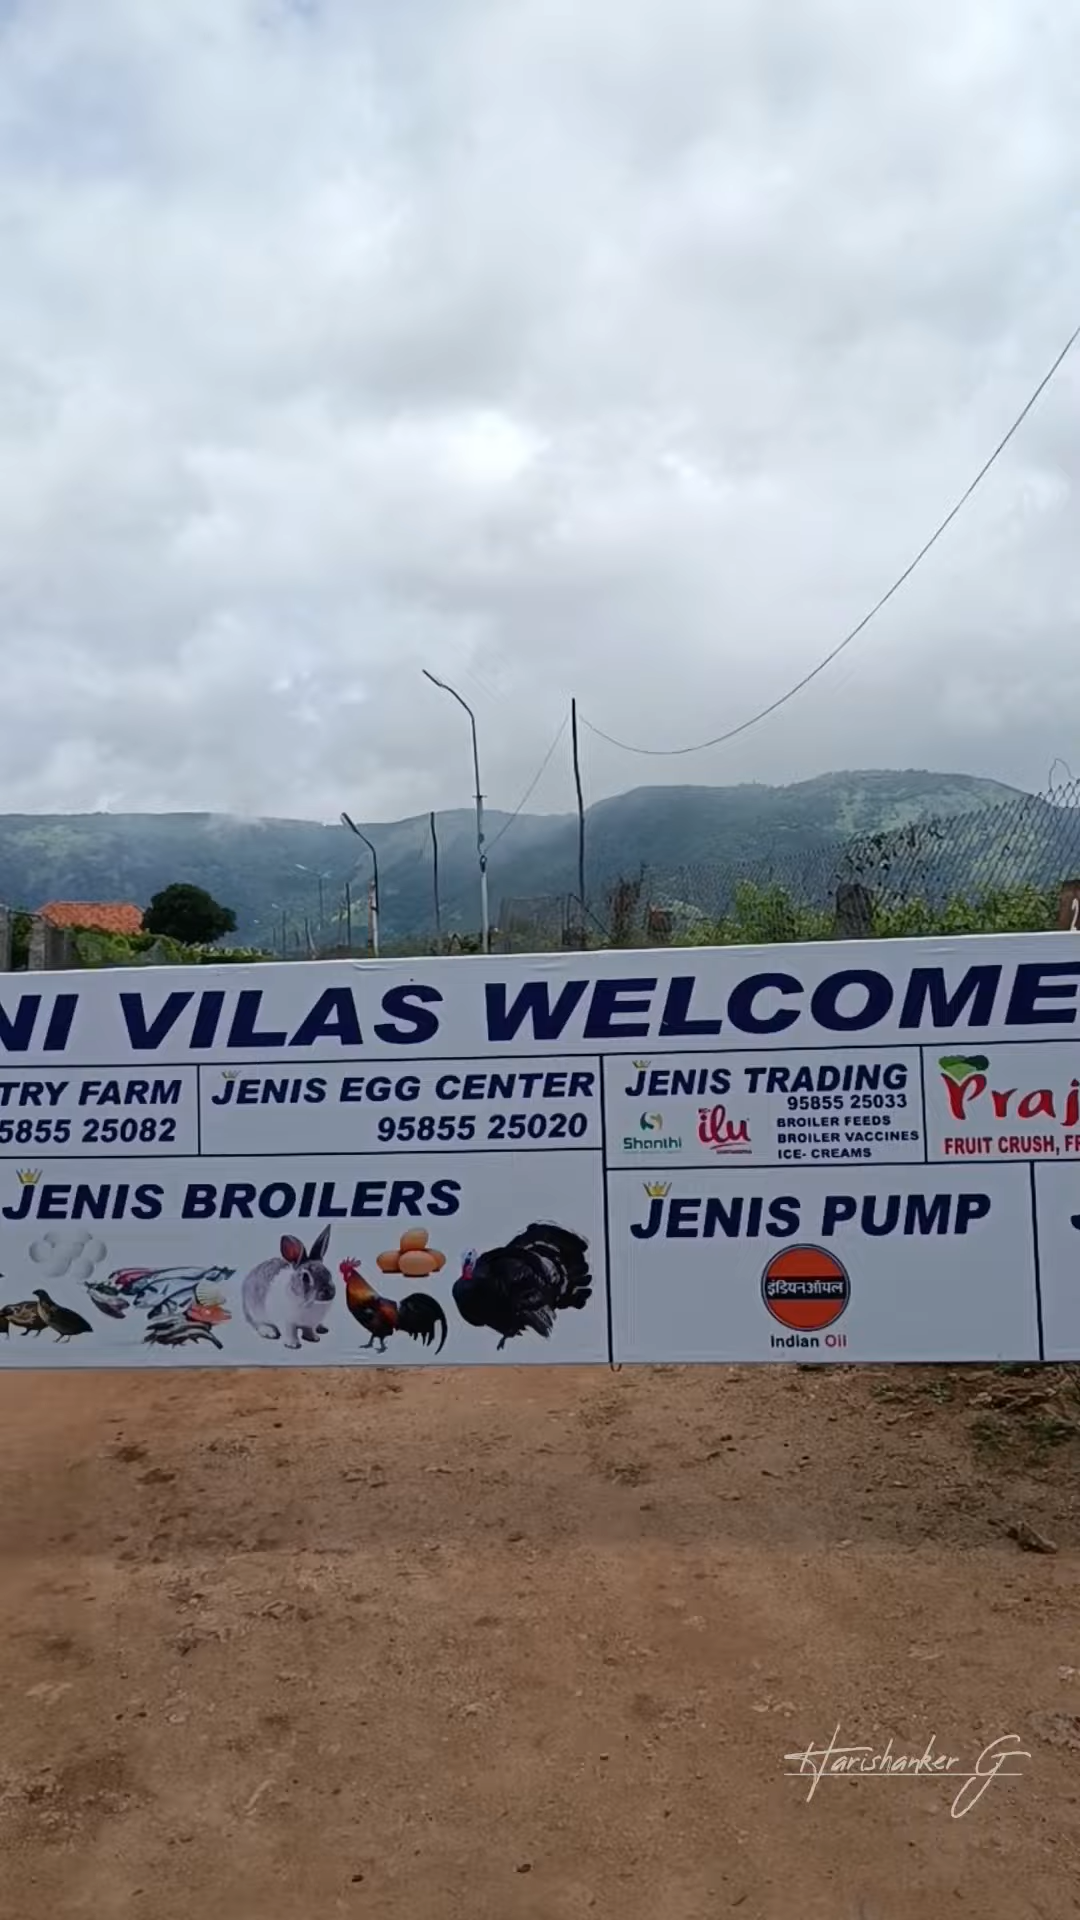 NI VILAS WELCOME
TRY FARM
5855 25082
JENIS EGG CENTER
95855 25020
JENIS TRADING
95855 25033
Shanthi
ilu
BROILER FEEDS
BROILER VACCINES
ICE- CREAMS
Praj
FRUIT CRUSH, FR
JENIS BROILERS
JENIS PUMP
इंडियनऑयल
Indian Oil
J
Harishanker G